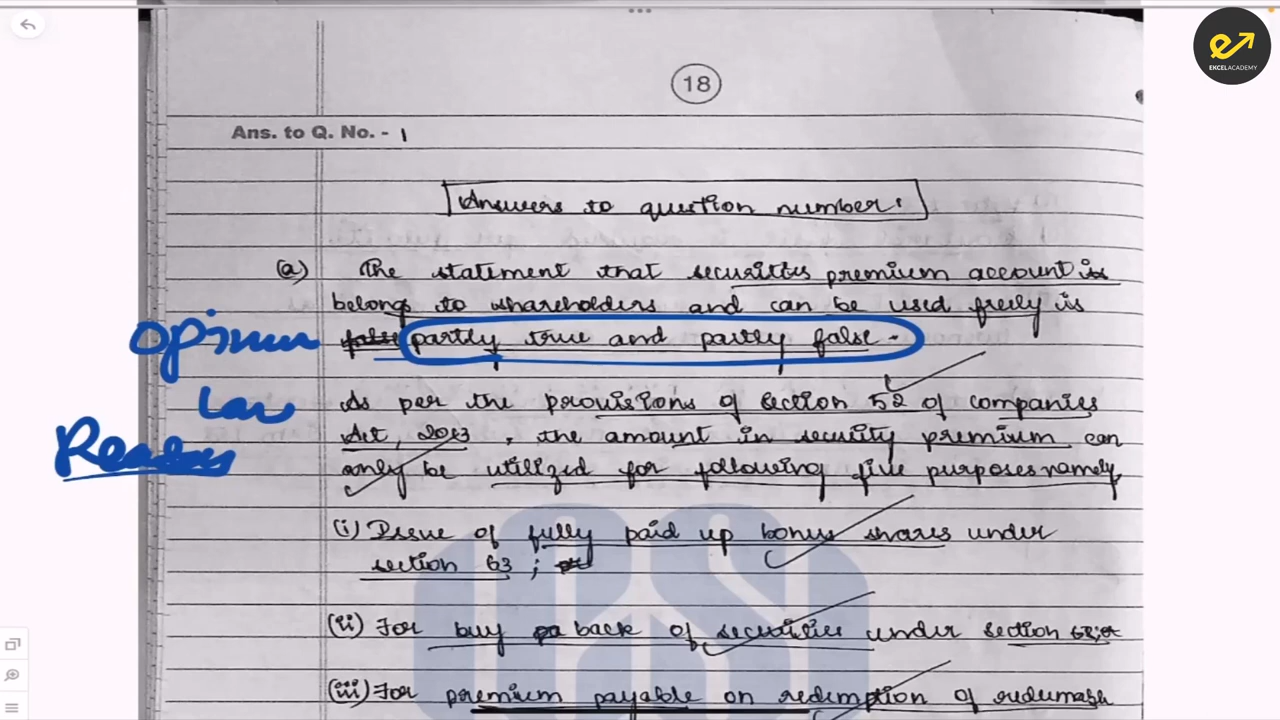 EKCELACADEMY
18
Ans. to Q. No. - 1
Answers to question number:
(a) The statement that securities premium account is
belongs to shareholders and can be used freely is
Opinion false partly true and partly false.
Law As per the provisions of section 52 of companies
Act, 2013, the amount in security premium can
only be utilized for following five purposes namely
(i) Issue of fully paid up bonus shares under
section 63;
(ii) For buy back of securities under section 68; or
(iii) For premium payable on redemption of